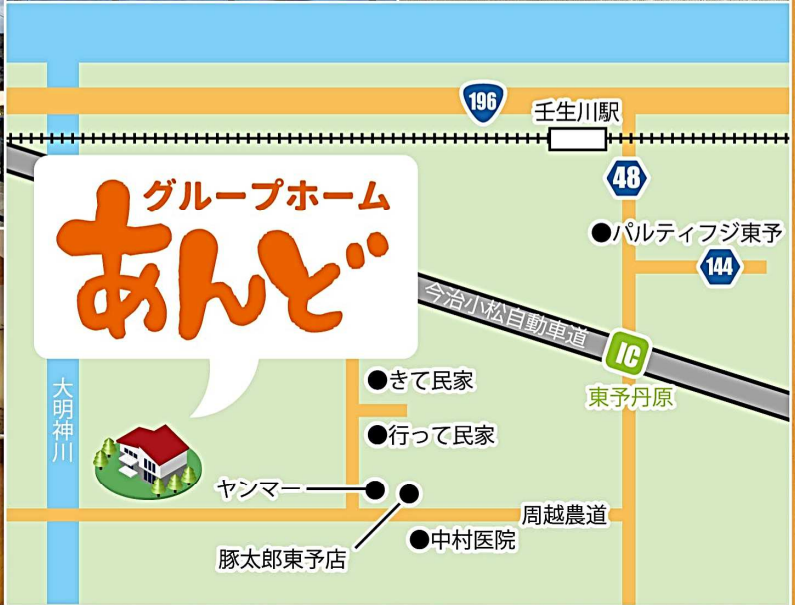 196
壬生川駅
48
パルティフジ東予
144
グループホーム
あんど
今治小松自動車道
IC
東予丹原
大明神川
きて民家
行って民家
ヤンマー
周越農道
中村医院
豚太郎東予店